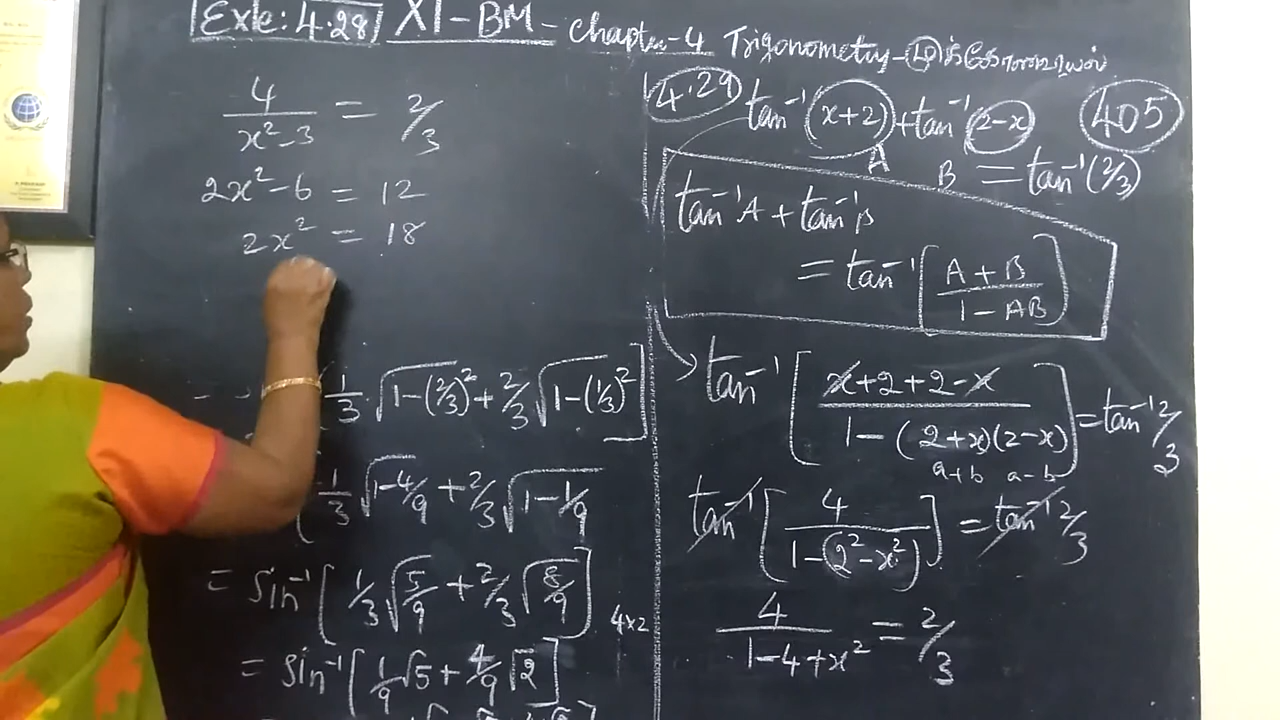 Exle: 4.28 XI - BM - Chapter-4 Trigonometry -
4/(x²-3) = 2/3
2x²-6 = 12
2x² = 18
1/3 √(1-(2/3)²) + 2/3 √(1-(1/3)²)]
1/3 √(1-4/9) + 2/3 √(1-1/9)
= sin⁻¹[1/3 √(5/9) + 2/3 √(8/9)]
4×2
= sin⁻¹[1/9 √5 + 4/9 √2]
4.29 tan⁻¹(x+2) + tan⁻¹(2-x) 405
A B = tan⁻¹(2/3)
tan⁻¹A + tan⁻¹B
= tan⁻¹[(A+B)/(1-AB)]
tan⁻¹[(x+2+2-x)/(1-(2+x)(2-x))] = tan⁻¹ 2/3
a+b a-b
tan⁻¹[4/(1-(2²-x²))] = tan⁻¹ 2/3
4/(1-4+x²) = 2/3